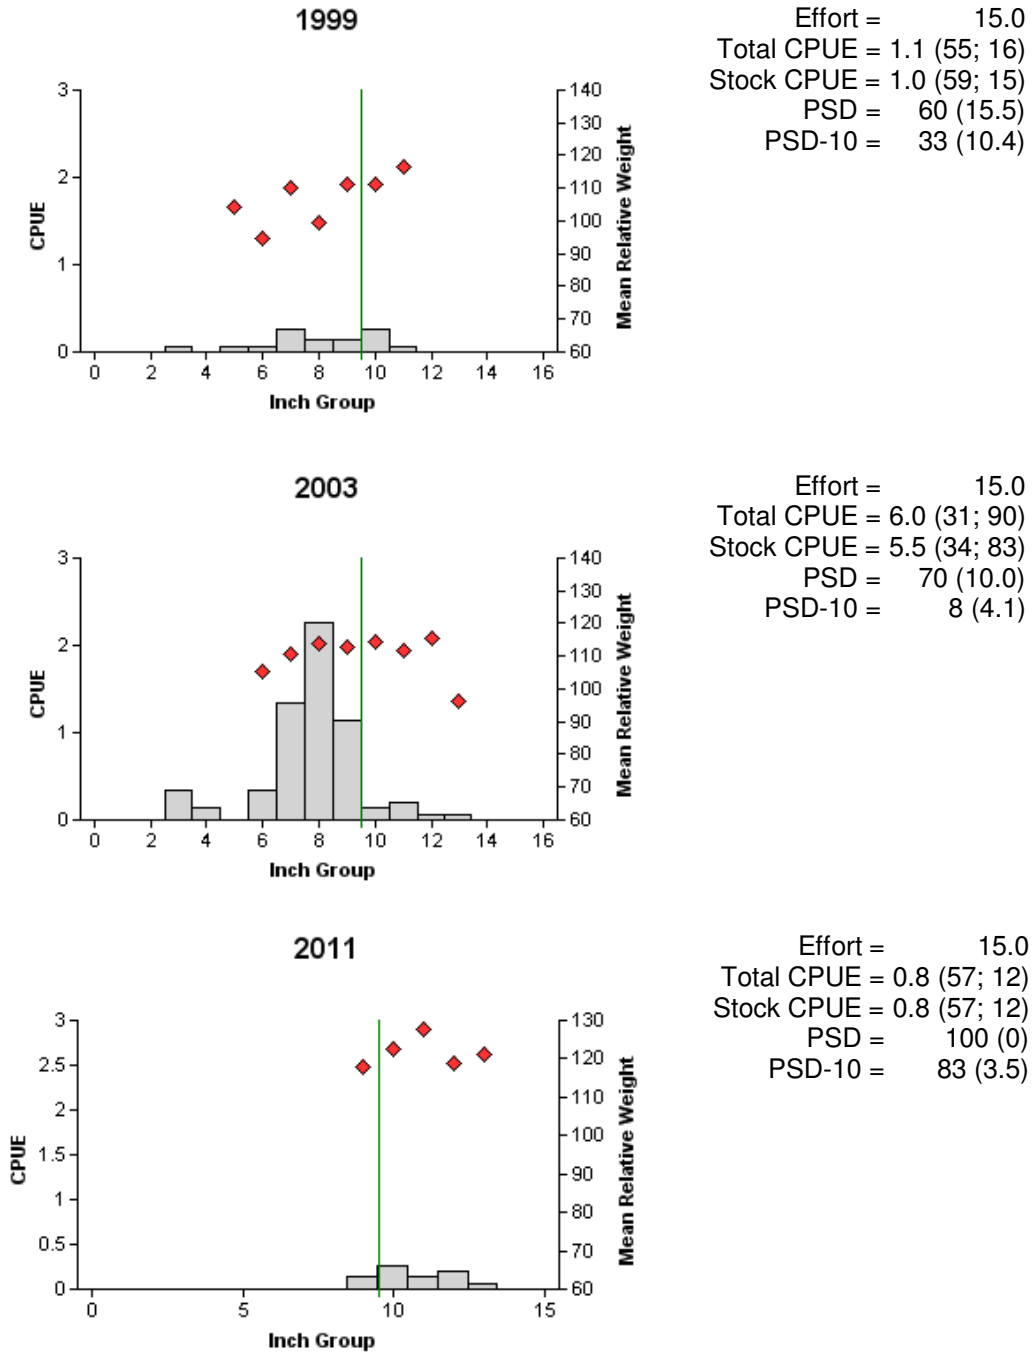 1999
Effort = 15.0
Total CPUE = 1.1 (55; 16)
Stock CPUE = 1.0 (59; 15)
PSD = 60 (15.5)
PSD-10 = 33 (10.4)
3
2
1
0
CPUE
140
130
120
110
100
90
80
70
60
Mean Relative Weight
0 2 4 6 8 10 12 14 16
Inch Group
2003
Effort = 15.0
Total CPUE = 6.0 (31; 90)
Stock CPUE = 5.5 (34; 83)
PSD = 70 (10.0)
PSD-10 = 8 (4.1)
3
2
1
0
CPUE
140
130
120
110
100
90
80
70
60
Mean Relative Weight
0 2 4 6 8 10 12 14 16
Inch Group
2011
Effort = 15.0
Total CPUE = 0.8 (57; 12)
Stock CPUE = 0.8 (57; 12)
PSD = 100 (0)
PSD-10 = 83 (3.5)
3
2.5
2
1.5
1
0.5
0
CPUE
130
120
110
100
90
80
70
60
Mean Relative Weight
0 5 10 15
Inch Group